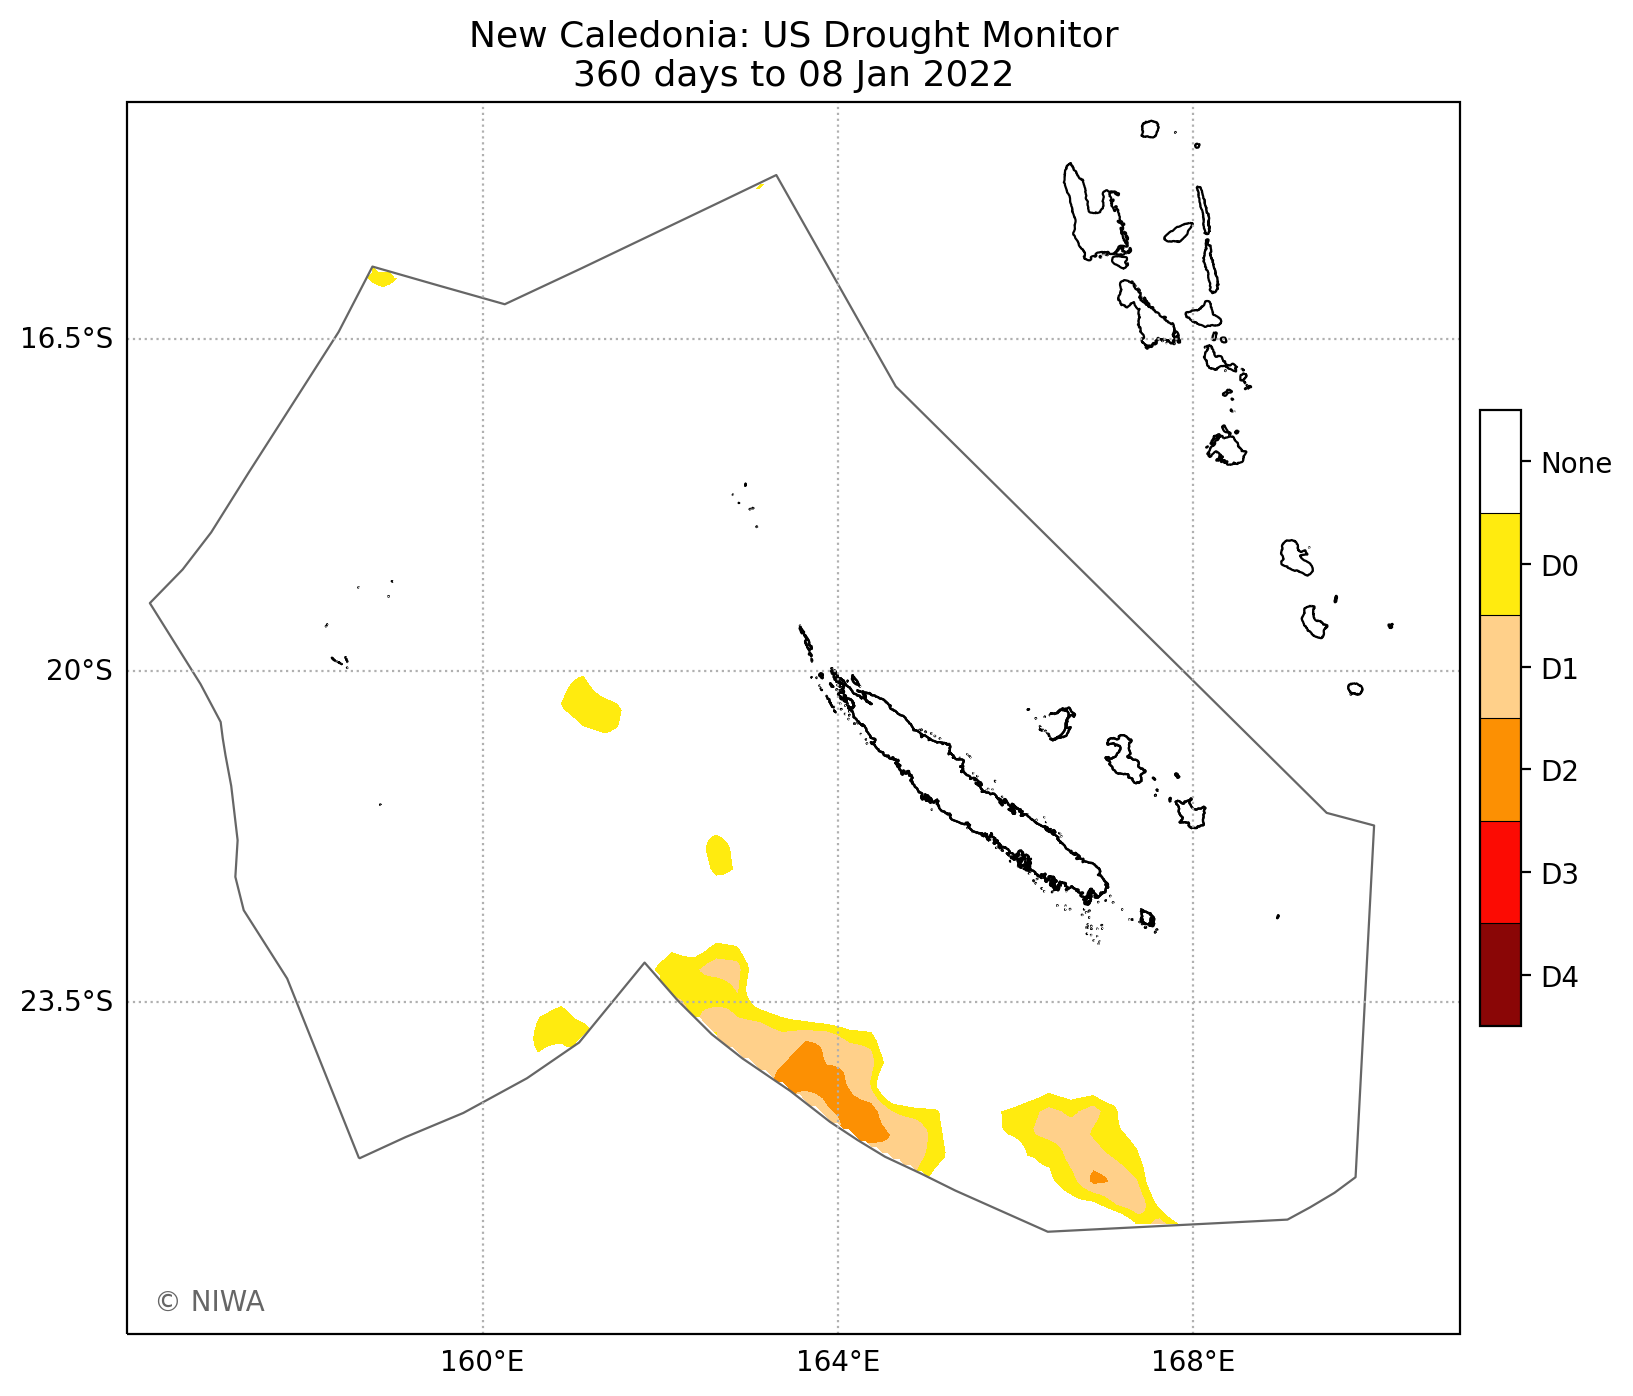 New Caledonia: US Drought Monitor
360 days to 08 Jan 2022
16.5°S
20°S
23.5°S
160°E
164°E
168°E
None
D0
D1
D2
D3
D4
© NIWA